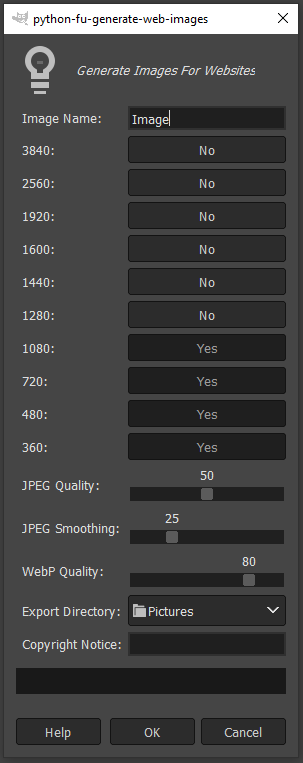 python-fu-generate-web-images
Generate Images For Websites
Image Name: Image
3840: No
2560: No
1920: No
1600: No
1440: No
1280: No
1080: Yes
720: Yes
480: Yes
360: Yes
JPEG Quality: 50
JPEG Smoothing: 25
WebP Quality: 80
Export Directory: Pictures
Copyright Notice:
Help OK Cancel